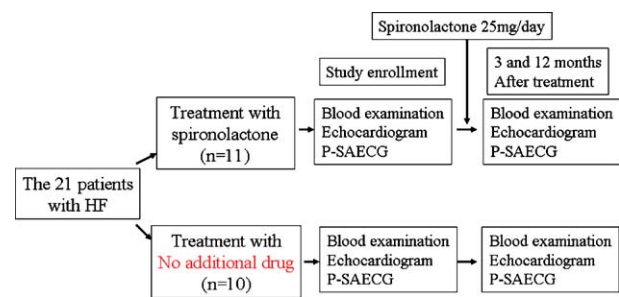 Spironolactone 25mg/day
Study enrollment
3 and 12 months
After treatment
Treatment with
spironolactone
(n=11)
Blood examination
Echocardiogram
P-SAECG
Blood examination
Echocardiogram
P-SAECG
The 21 patients
with HF
Treatment with
No additional drug
(n=10)
Blood examination
Echocardiogram
P-SAECG
Blood examination
Echocardiogram
P-SAECG